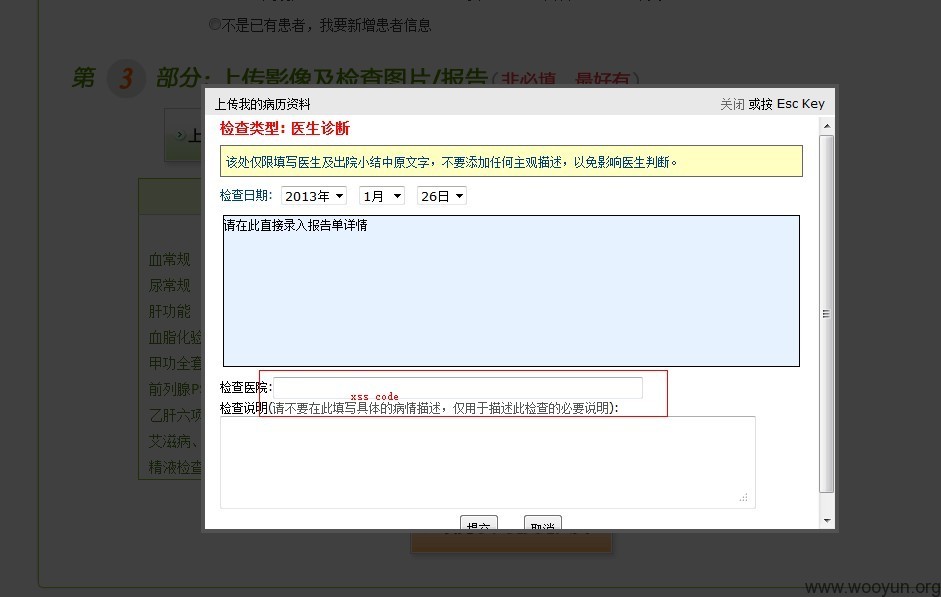 不是已有患者，我要新增患者信息
第 3 部分：上传影像及检查图片/报告（非必填，最好有）
上传我的病历资料 关闭 或按 Esc Key
检查类型：医生诊断
该处仅限填写医生及出院小结中原文字，不要添加任何主观描述，以免影响医生判断。
检查日期： 2013年 1月 26日
请在此直接录入报告单详情
血常规
尿常规
肝功能
血脂化验
甲功全套
前列腺P
乙肝六项
艾滋病、
精液检查
检查医院：
xss code
检查说明(请不要在此填写具体的病情描述，仅用于描述此检查的必要说明)：
提交 取消
www.wooyun.org